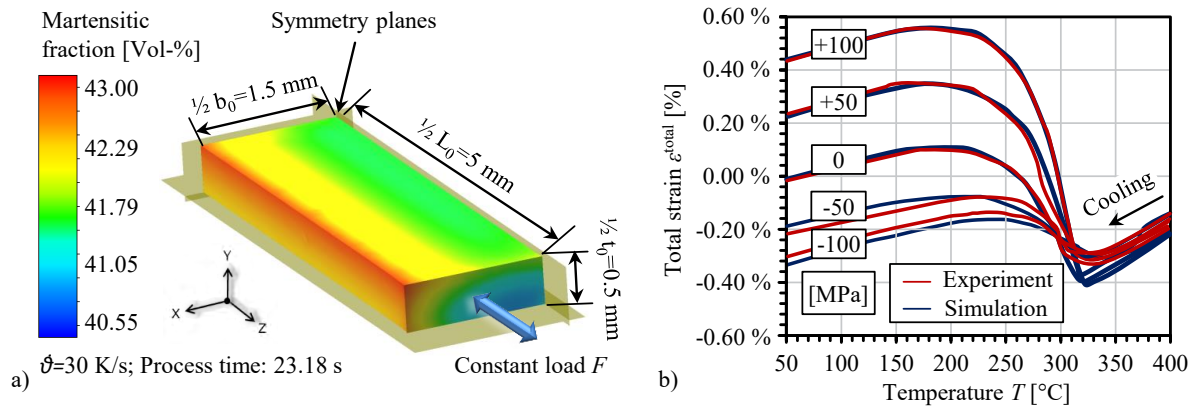 Martensitic
fraction [Vol-%]
43.00
42.29
41.79
41.05
40.55
Symmetry planes
½ b₀=1.5 mm
½ L₀=5 mm
½ t₀=0.5 mm
Y
X
Z
Constant load F
ϑ=30 K/s; Process time: 23.18 s
a)
Total strain ε^total [%]
0.60 %
0.40 %
0.20 %
0.00 %
-0.20 %
-0.40 %
-0.60 %
+100
+50
0
-50
-100
[MPa]
Cooling
Experiment
Simulation
50
100
150
200
250
300
350
400
Temperature T [°C]
b)